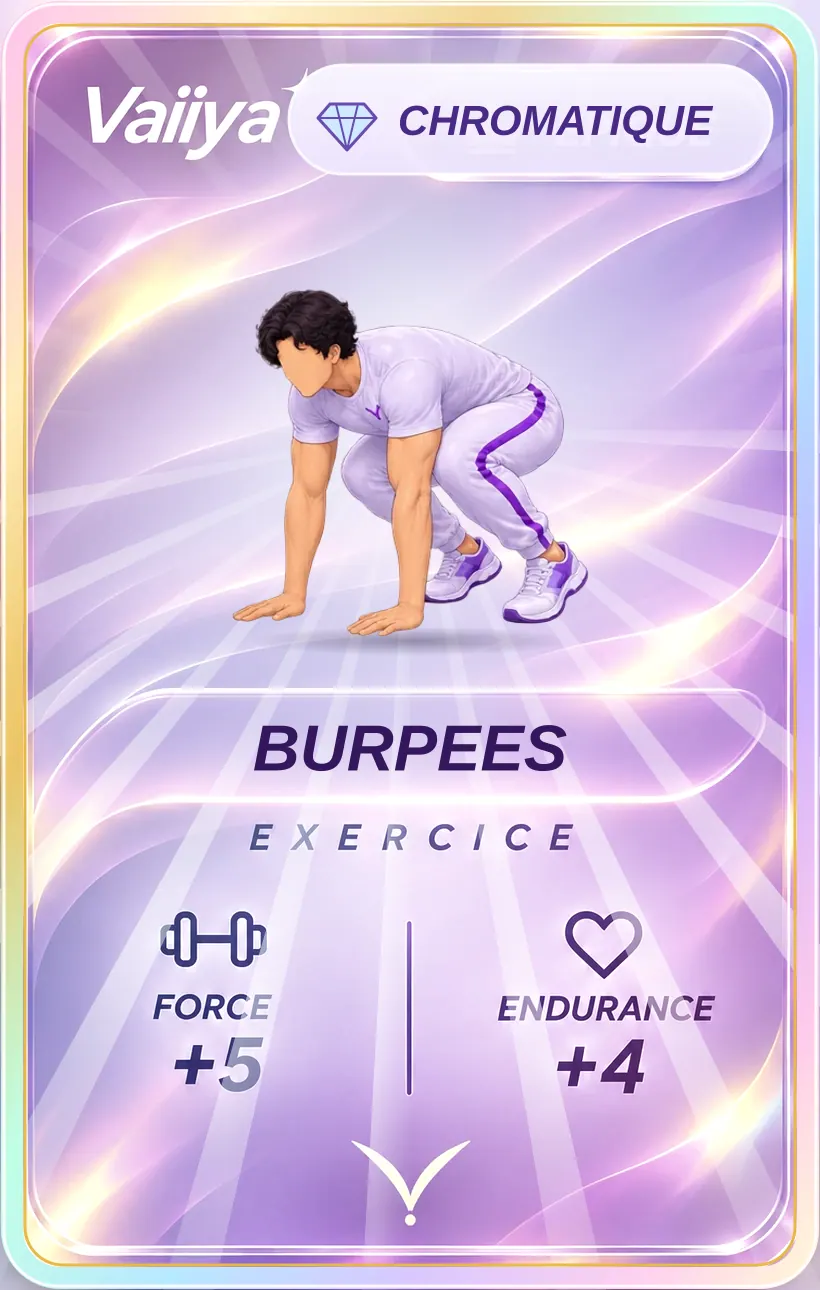 Vaiiya
CHROMATIQUE
BURPEES
EXERCICE
FORCE
+5
ENDURANCE
+4